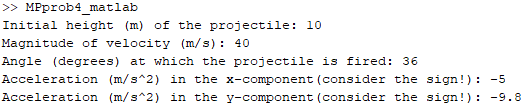 >> MPprob4_matlab
Initial height (m) of the projectile: 10
Magnitude of velocity (m/s): 40
Angle (degrees) at which the projectile is fired: 36
Acceleration (m/s^2) in the x-component(consider the sign!): -5
Acceleration (m/s^2) in the y-component(consider the sign!): -9.8